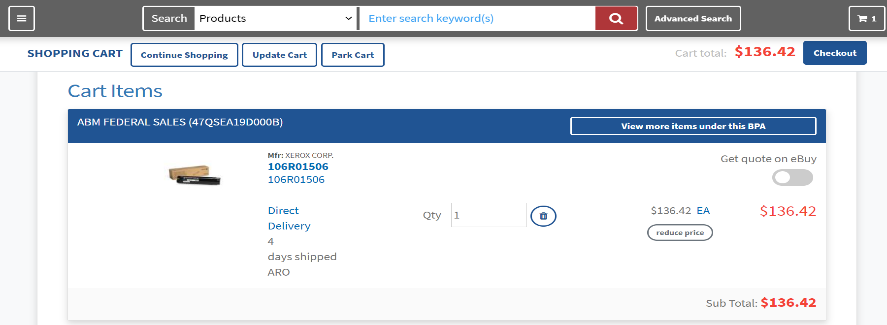 Search Products Enter search keyword(s) Advanced Search 1
SHOPPING CART Continue Shopping Update Cart Park Cart Cart total: $136.42 Checkout
Cart Items
ABM FEDERAL SALES (47QSEA19D000B) View more items under this BPA
Mfr: XEROX CORP.
106R01506
106R01506
Get quote on eBuy
Direct
Delivery
4
days shipped
ARO
Qty 1
$136.42 EA
reduce price
$136.42
Sub Total: $136.42